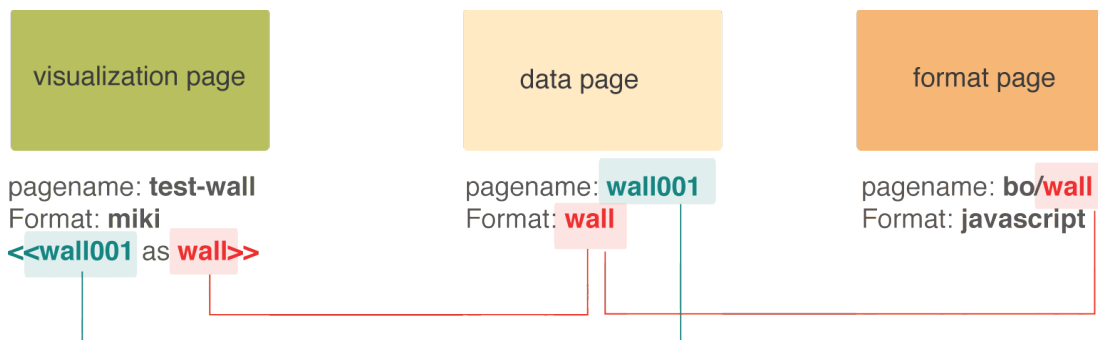 visualization page
data page
format page
pagename: test-wall
Format: miki
<<wall001 as wall>>
pagename: wall001
Format: wall
pagename: bo/wall
Format: javascript